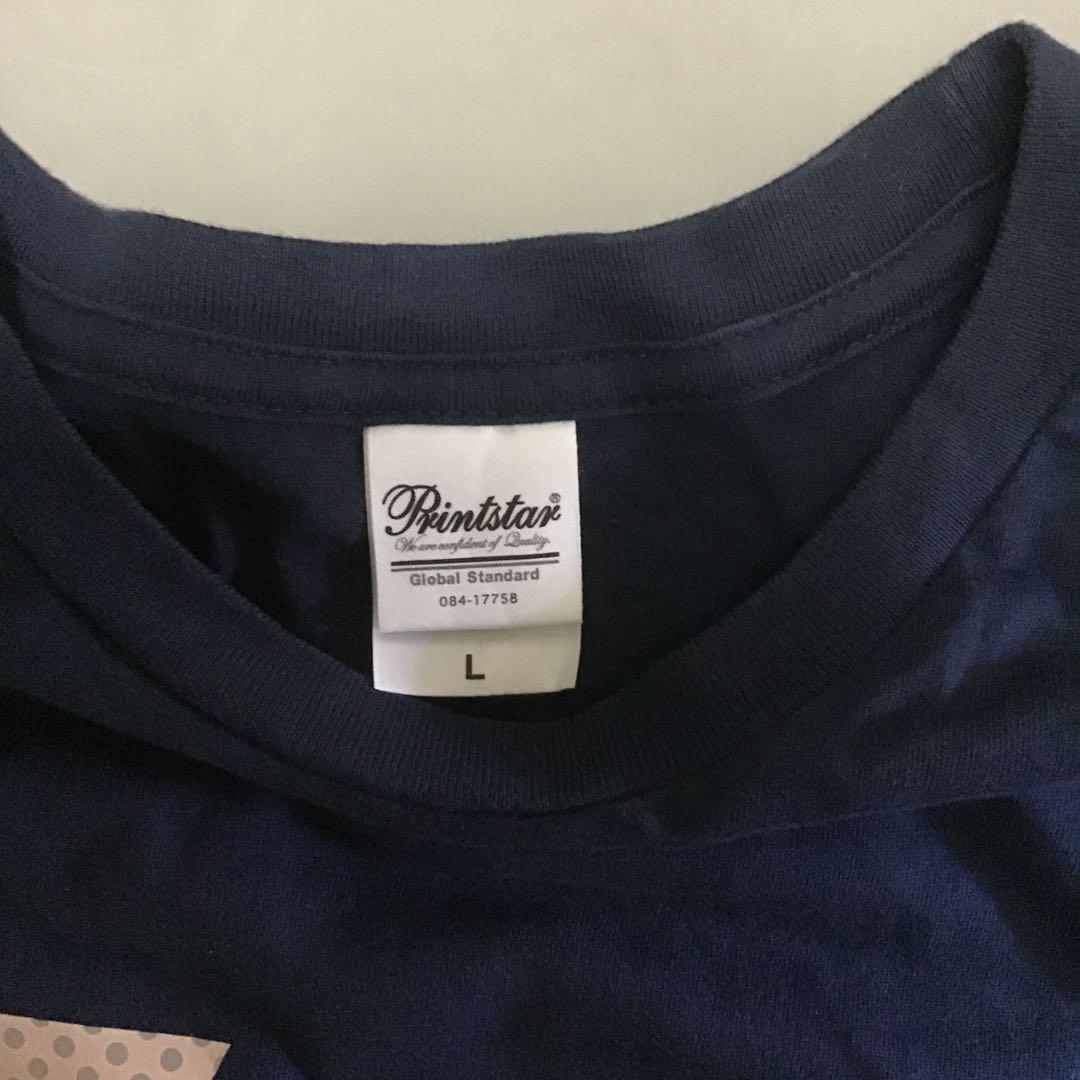 Printstar®
We are confident of Quality.
Global Standard
084-17758
L